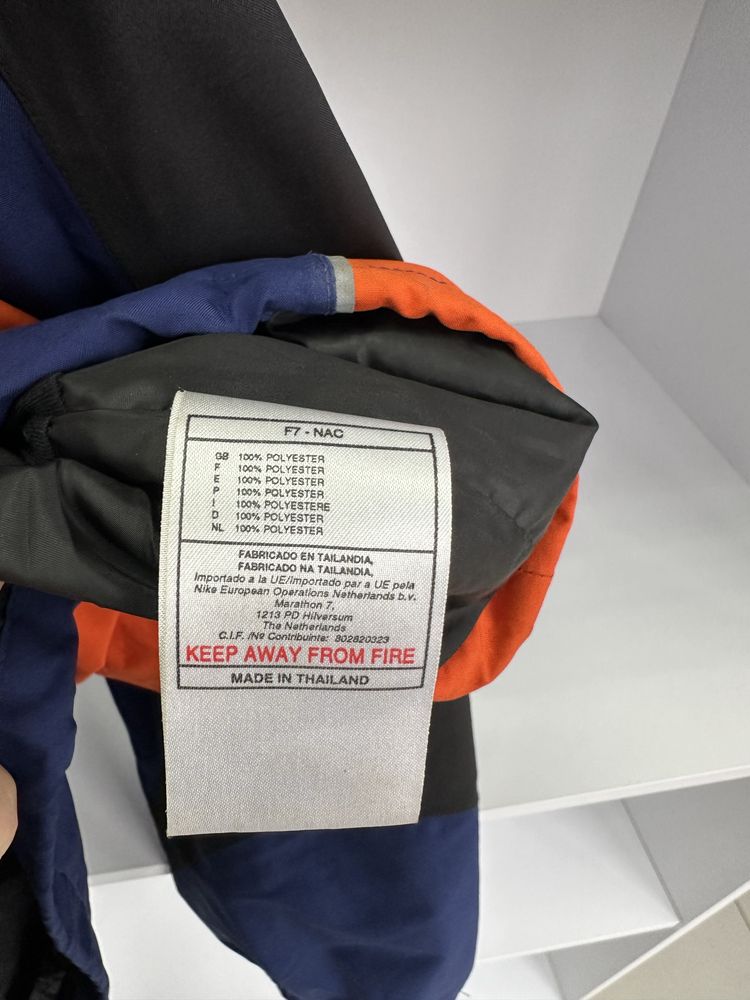 F7 - NAC
GB 100% POLYESTER
F 100% POLYESTER
E 100% POLYESTER
P 100% POLYESTER
I 100% POLYESTERE
D 100% POLYESTER
NL 100% POLYESTER
FABRICADO EN TAILANDIA,
FABRICADO NA TAILANDIA,
Importado a la UE/Importado par a UE pela
Nike European Operations Netherlands b.v.
Marathon 7,
1213 PD Hilversum
The Netherlands
C.I.F. /Nº Contribuinte: 802820323
KEEP AWAY FROM FIRE
MADE IN THAILAND